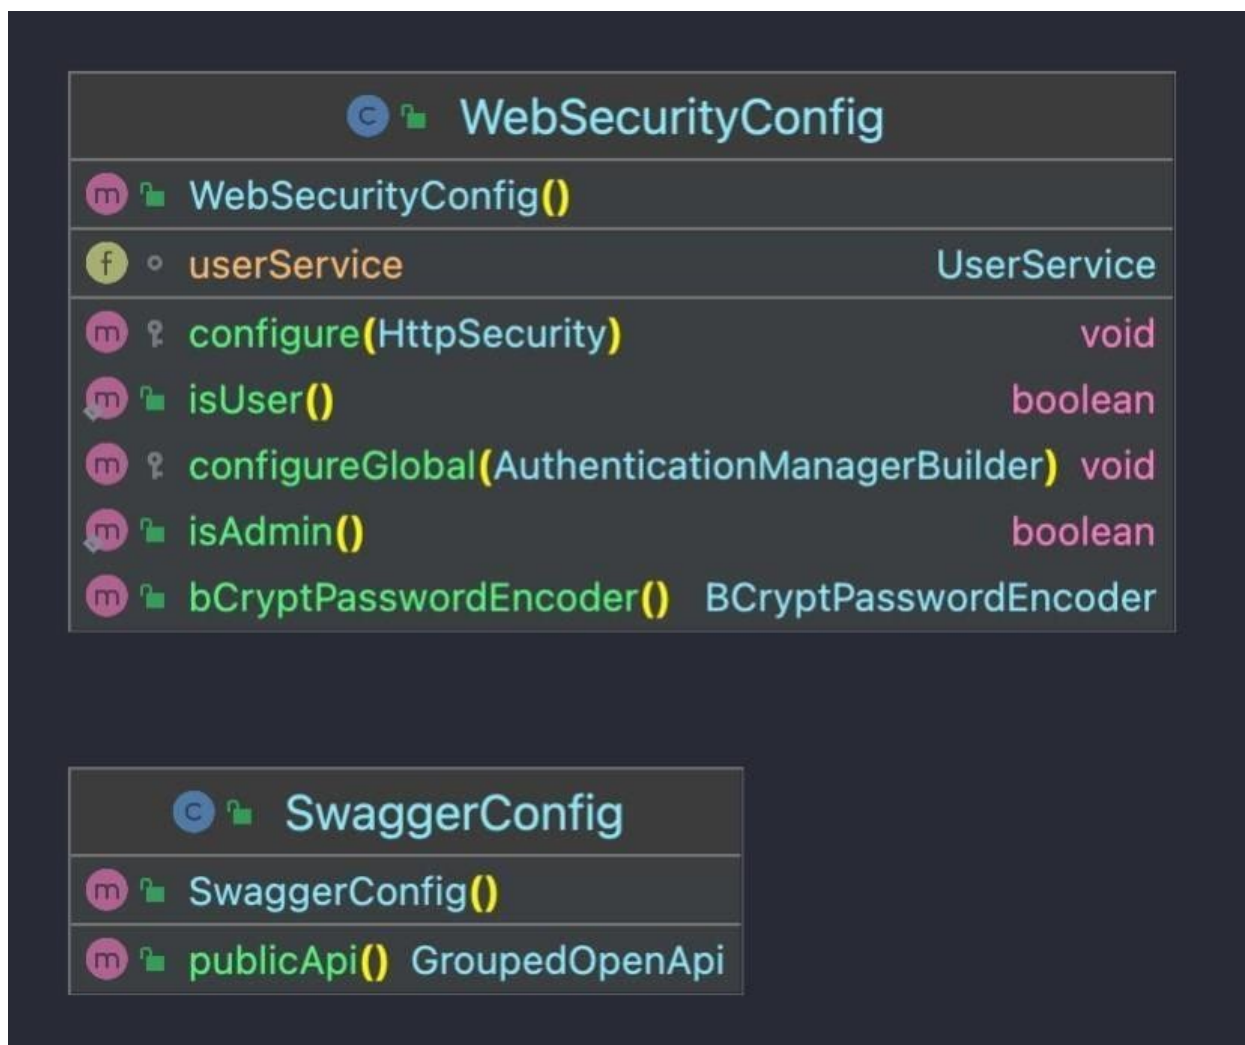 C WebSecurityConfig
m WebSecurityConfig()
f userService UserService
m configure(HttpSecurity) void
m isUser() boolean
m configureGlobal(AuthenticationManagerBuilder) void
m isAdmin() boolean
m bCryptPasswordEncoder() BCryptPasswordEncoder
C SwaggerConfig
m SwaggerConfig()
m publicApi() GroupedOpenApi